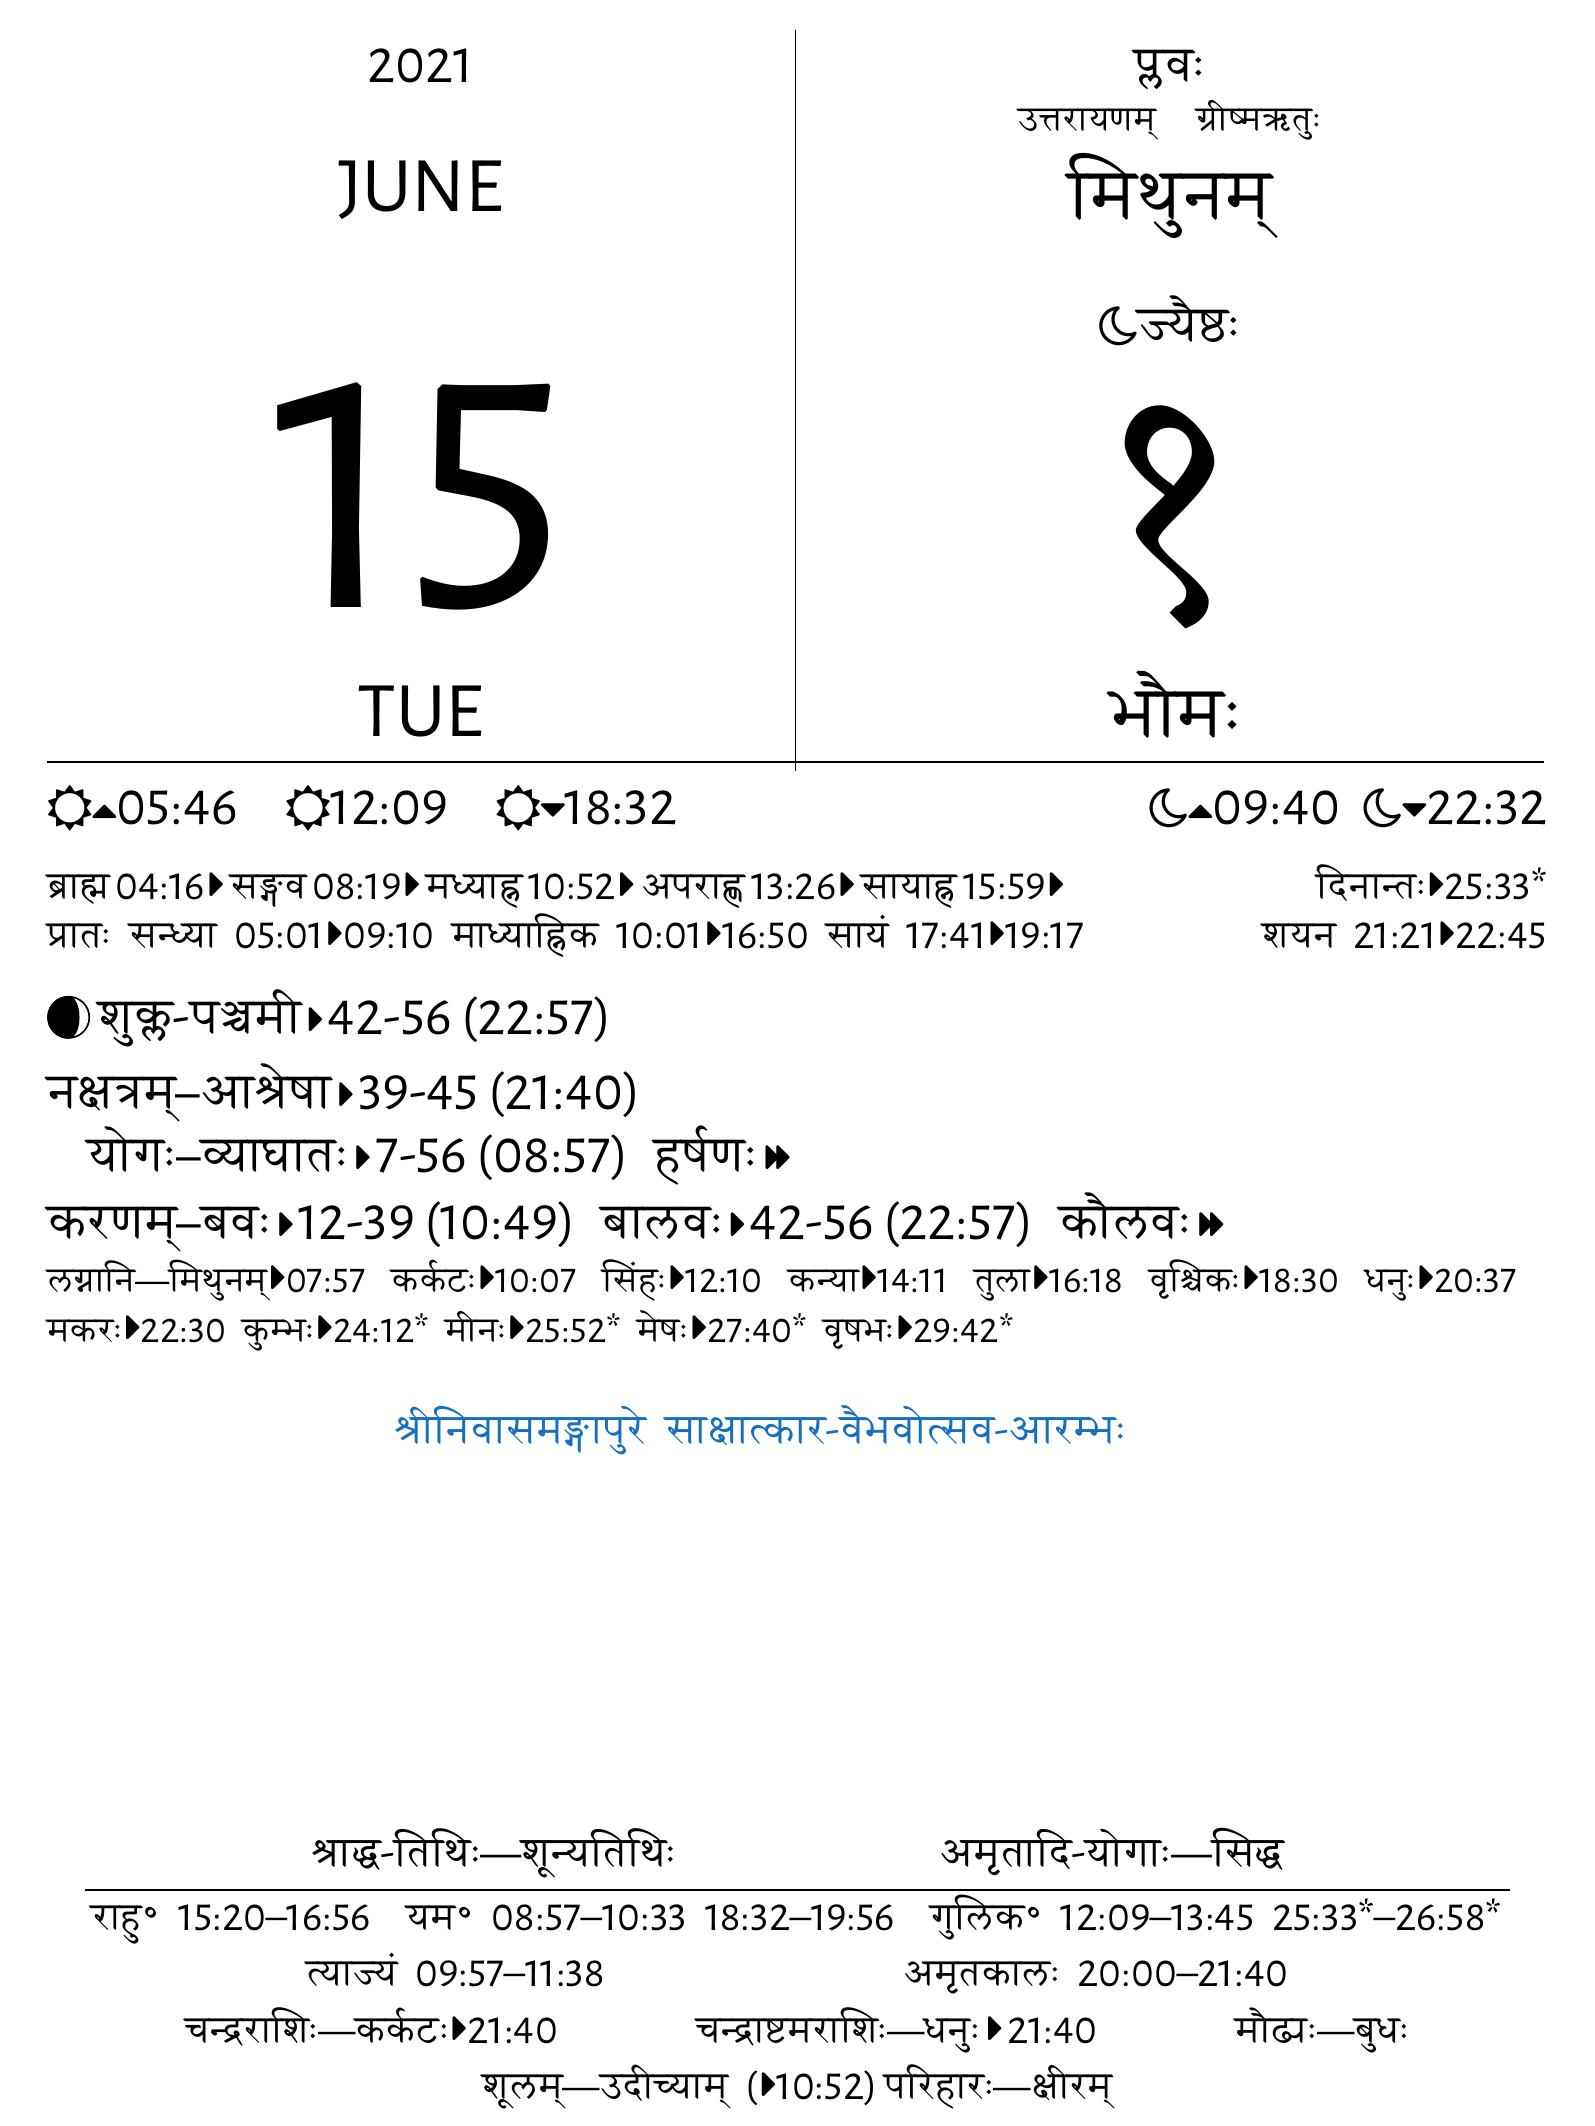 2021
JUNE
15
TUE
प्लवः
उत्तरायणम् ग्रीष्मऋतुः
मिथुनम्
ज्यैष्ठः
१
भौमः
05:46 12:09 18:32 09:40 22:32
ब्राह्म 04:16 सङ्गव 08:19 मध्याह्न 10:52 अपराह्ण 13:26 सायाह्न 15:59 दिनान्तः 25:33*
प्रातः सन्ध्या 05:01 09:10 माध्याह्निक 10:01 16:50 सायं 17:41 19:17 शयन 21:21 22:45
शुक्ल-पञ्चमी 42-56 (22:57)
नक्षत्रम्–आश्रेषा 39-45 (21:40)
योगः–व्याघातः 7-56 (08:57) हर्षणः
करणम्–बवः 12-39 (10:49) बालवः 42-56 (22:57) कौलवः
लग्नानि—मिथुनम् 07:57 कर्कटः 10:07 सिंहः 12:10 कन्या 14:11 तुला 16:18 वृश्चिकः 18:30 धनुः 20:37
मकरः 22:30 कुम्भः 24:12* मीनः 25:52* मेषः 27:40* वृषभः 29:42*
श्रीनिवासमङ्गापुरे साक्षात्कार-वैभवोत्सव-आरम्भः
श्राद्ध-तिथिः—शून्यतिथिः अमृतादि-योगाः—सिद्ध
राहु॰ 15:20–16:56 यम॰ 08:57–10:33 18:32–19:56 गुलिक॰ 12:09–13:45 25:33*–26:58*
त्याज्यं 09:57–11:38 अमृतकालः 20:00–21:40
चन्द्रराशिः—कर्कटः 21:40 चन्द्राष्टमराशिः—धनुः 21:40 मौढ्यः—बुधः
शूलम्—उदीच्याम् (10:52) परिहारः—क्षीरम्